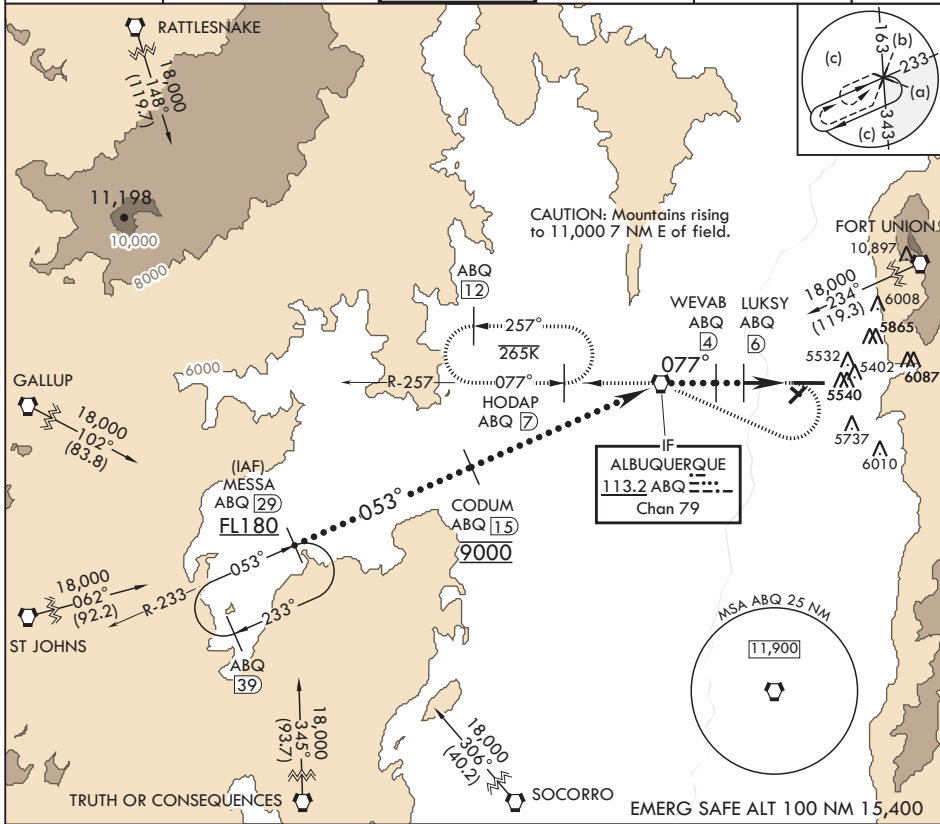 RATTLESNAKE
18,000
148°
(119.7)
163
(b)
(c)
233
(a)
343
(c)
11,198
10,000
8000
CAUTION: Mountains rising
to 11,000 7 NM E of field.
FORT UNION
10,897
18,000
234°
(119.3)
6008
5865
5532
5402
6087
5540
5737
6010
ABQ
12
257°
265K
R-257
077°
HODAP
ABQ 7
WEVAB
ABQ
4
LUKSY
ABQ
6
077°
6000
GALLUP
18,000
102°
(83.8)
(IAF)
MESSA
ABQ 29
FL180
053°
CODUM
ABQ 15
9000
IF
ALBUQUERQUE
113.2 ABQ
Chan 79
18,000
062°
(92.2)
ST JOHNS
R-233
053°
233°
ABQ
39
MSA ABQ 25 NM
11,900
18,000
345°
(93.7)
TRUTH OR CONSEQUENCES
18,000
306°
(40.2)
SOCORRO
EMERG SAFE ALT 100 NM 15,400